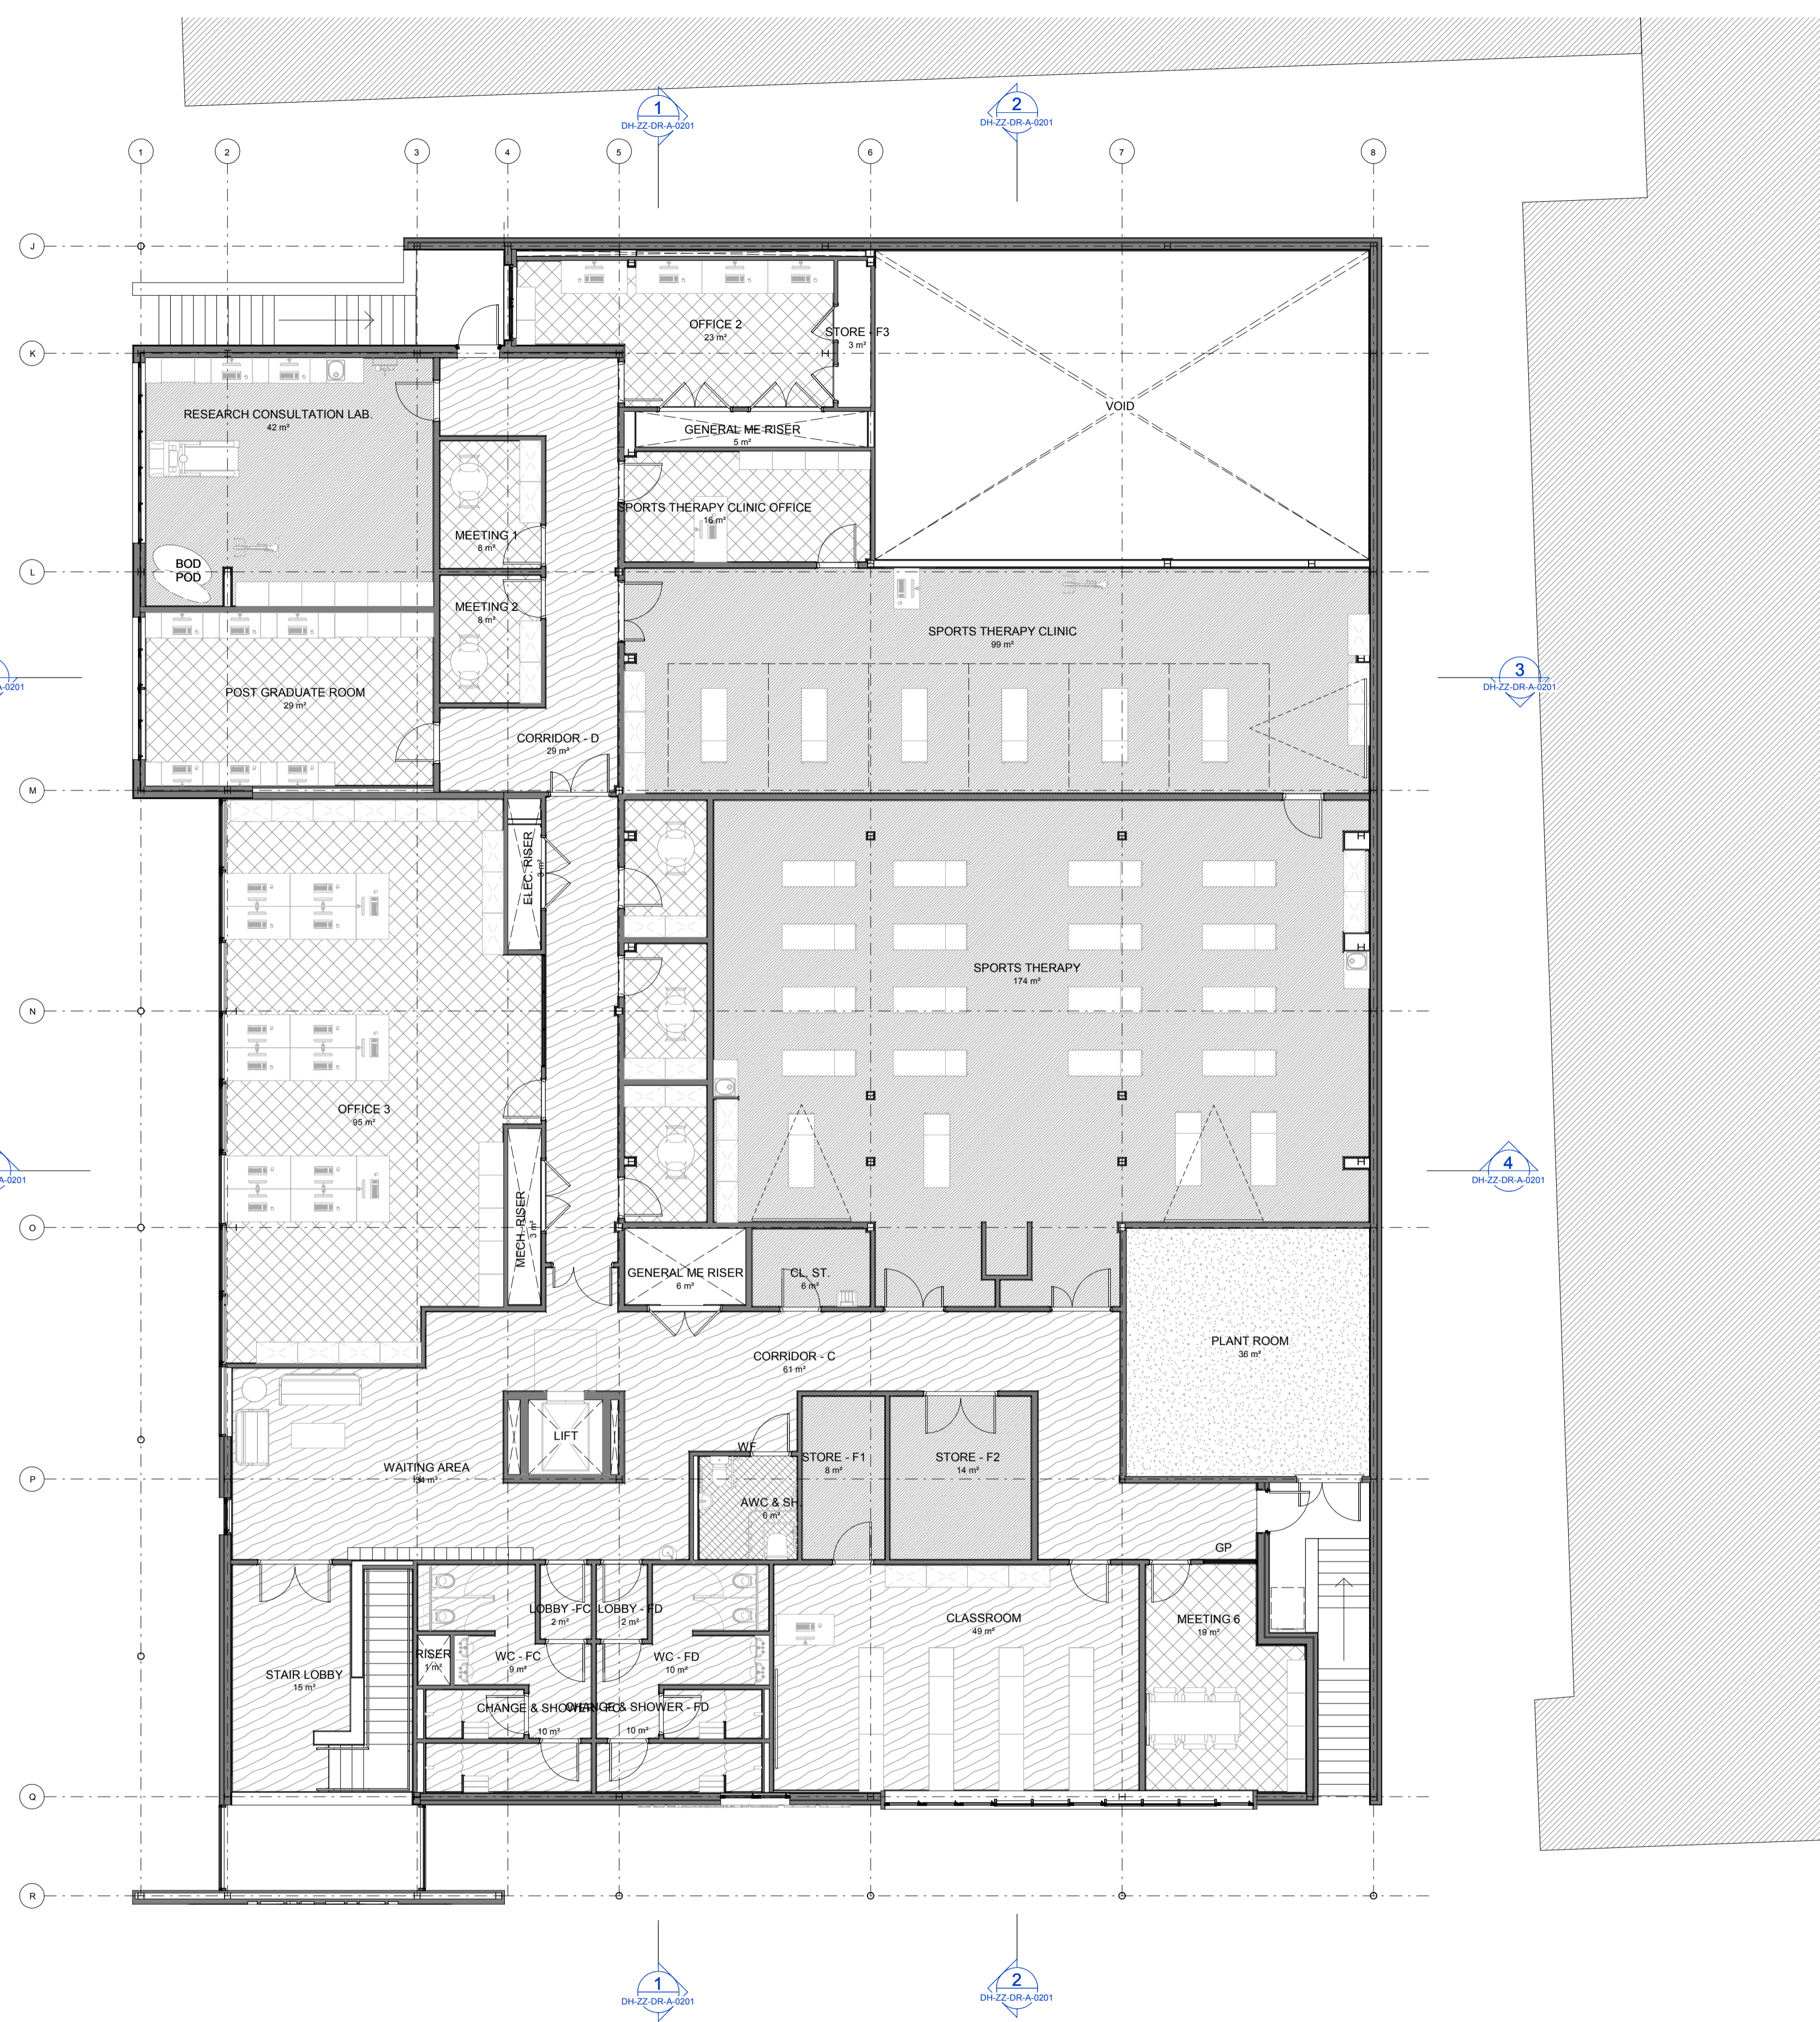 1
DH-ZZ-DR-A-0201
2
DH-ZZ-DR-A-0201
1
2
3
4
5
6
7
8
J
K
L
M
N
O
P
Q
R
OFFICE 2
23 m²
STORE - F3
3 m²
VOID
RESEARCH CONSULTATION LAB.
42 m²
GENERAL ME RISER
5 m²
SPORTS THERAPY CLINIC OFFICE
16 m²
MEETING 1
8 m²
BOD
POD
MEETING 2
8 m²
SPORTS THERAPY CLINIC
99 m²
POST GRADUATE ROOM
29 m²
A-0201
3
DH-ZZ-DR-A-0201
CORRIDOR - D
29 m²
ELEC. RISER
3 m²
SPORTS THERAPY
174 m²
OFFICE 3
95 m²
A-0201
4
DH-ZZ-DR-A-0201
MECH. RISER
3 m²
GENERAL ME RISER
6 m²
CL. ST.
6 m²
CORRIDOR - C
61 m²
PLANT ROOM
36 m²
LIFT
WF
WAITING AREA
34 m²
STORE - F1
8 m²
STORE - F2
14 m²
AWC & SH.
6 m²
GP
LOBBY -FC
2 m²
LOBBY - FD
2 m²
CLASSROOM
49 m²
MEETING 6
19 m²
RISER
1 m²
WC - FC
9 m²
WC - FD
10 m²
STAIR LOBBY
15 m²
CHANGE & SHOWER - FC
10 m²
CHANGE & SHOWER - FD
10 m²
1
DH-ZZ-DR-A-0201
2
DH-ZZ-DR-A-0201